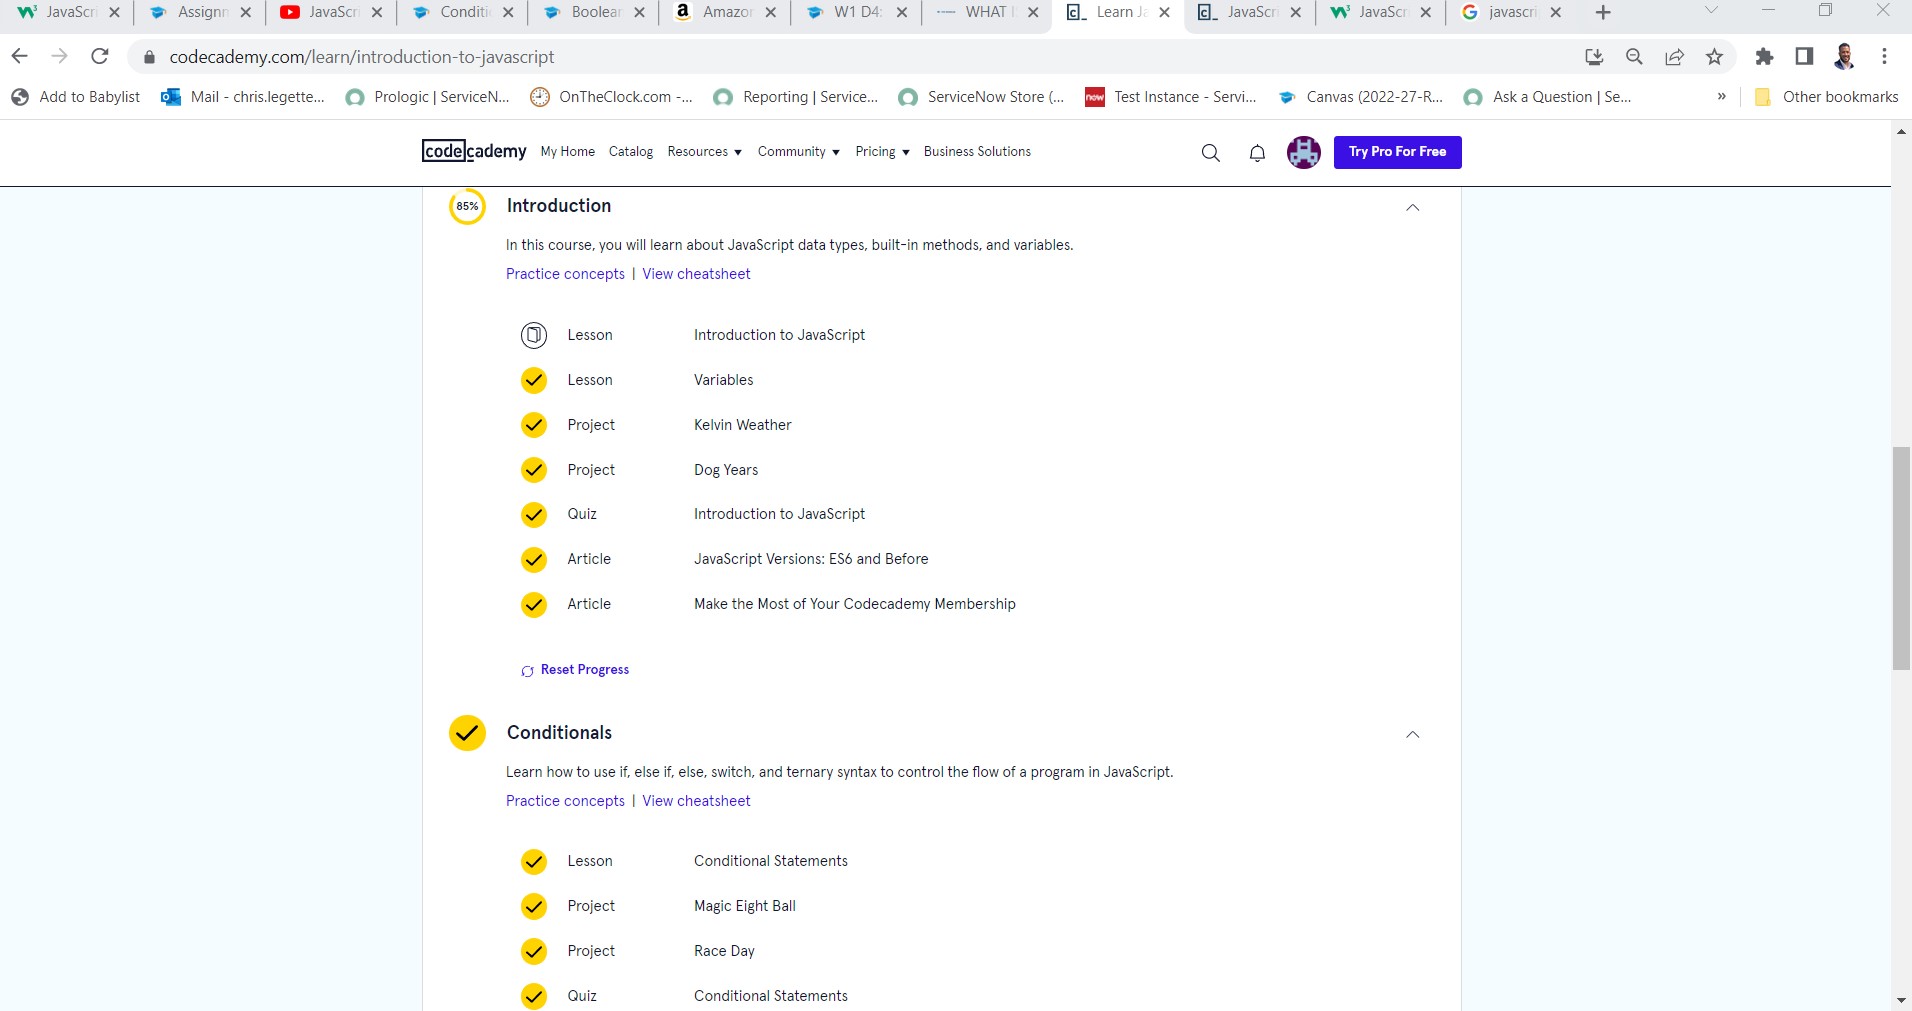 JavaScri Assignm JavaScri Conditi Boolean Amazon W1 D4: WHAT I Learn Ja JavaScri JavaScri javascri
codecademy.com/learn/introduction-to-javascript
Add to Babylist Mail - chris.legette... Prologic | ServiceN... OnTheClock.com -... Reporting | Service... ServiceNow Store (... now Test Instance - Servi... Canvas (2022-27-R... Ask a Question | Se... » Other bookmarks
codecademy My Home Catalog Resources Community Pricing Business Solutions Try Pro For Free
85% Introduction
In this course, you will learn about JavaScript data types, built-in methods, and variables.
Practice concepts | View cheatsheet
Lesson Introduction to JavaScript
Lesson Variables
Project Kelvin Weather
Project Dog Years
Quiz Introduction to JavaScript
Article JavaScript Versions: ES6 and Before
Article Make the Most of Your Codecademy Membership
Reset Progress
Conditionals
Learn how to use if, else if, else, switch, and ternary syntax to control the flow of a program in JavaScript.
Practice concepts | View cheatsheet
Lesson Conditional Statements
Project Magic Eight Ball
Project Race Day
Quiz Conditional Statements